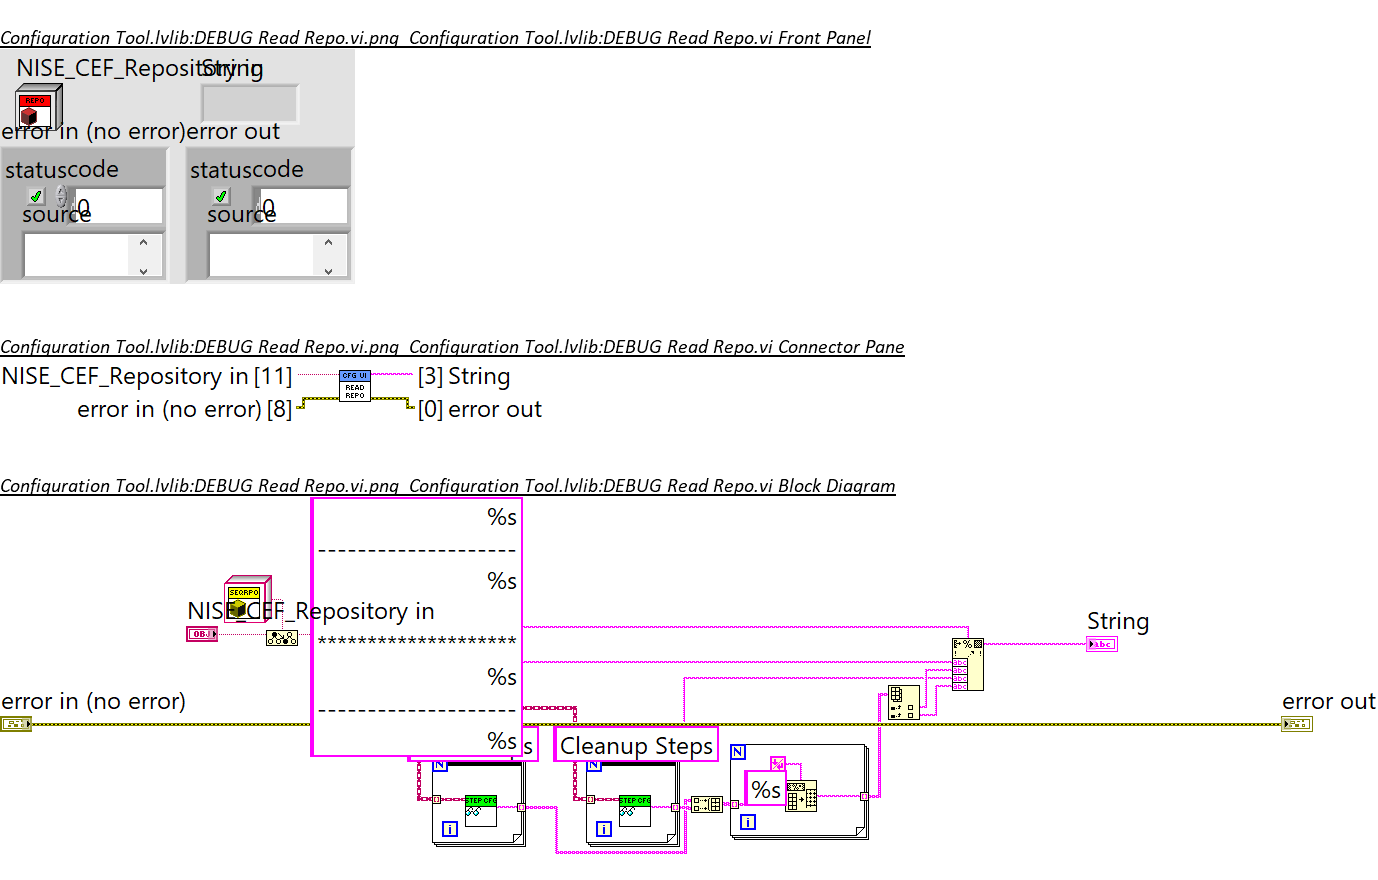 Configuration Tool.lvlib:DEBUG Read Repo.vi.png Configuration Tool.lvlib:DEBUG Read Repo.vi Front Panel
NISE_CEF_Repository in
String
REPO
error in (no error)
error out
status
code
status
code
0
0
source
source
Configuration Tool.lvlib:DEBUG Read Repo.vi.png Configuration Tool.lvlib:DEBUG Read Repo.vi Connector Pane
NISE_CEF_Repository in [11]
CFG UI
READ
REPO
[3] String
error in (no error) [8]
[0] error out
Configuration Tool.lvlib:DEBUG Read Repo.vi.png Configuration Tool.lvlib:DEBUG Read Repo.vi Block Diagram
%s
--------------------
%s
SEQRPO
NISE_CEF_Repository in
OBJ
********************
String
abc
%
abc
abc
abc
abc
%s
--------------------
error in (no error)
error out
%s
s
Cleanup Steps
N
N
N
%s
STEP CFG
STEP CFG
i
i
i